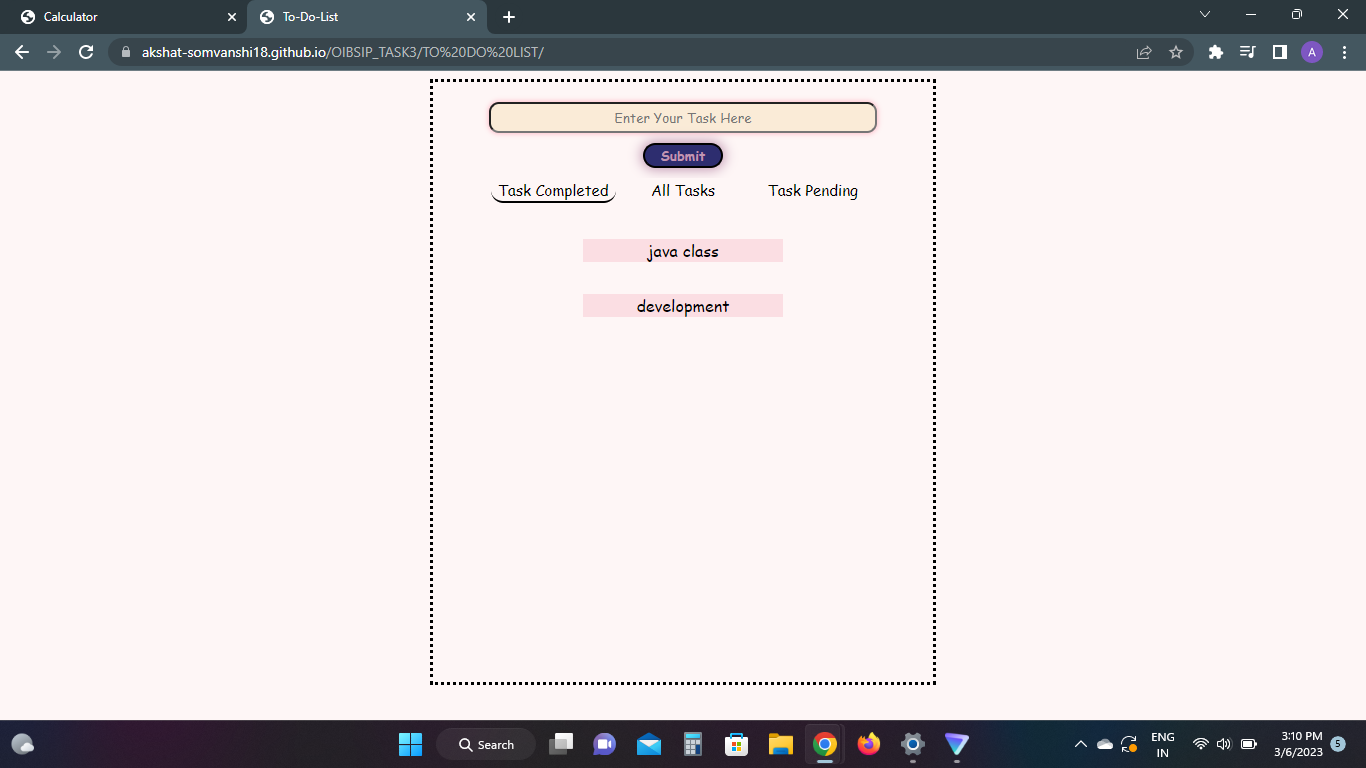 Calculator
To-Do-List
akshat-somvanshi18.github.io/OIBSIP_TASK3/TO%20DO%20LIST/
A
Enter Your Task Here
Submit
Task Completed All Tasks Task Pending
java class
development
Search
ENG
IN
3:10 PM
3/6/2023
5